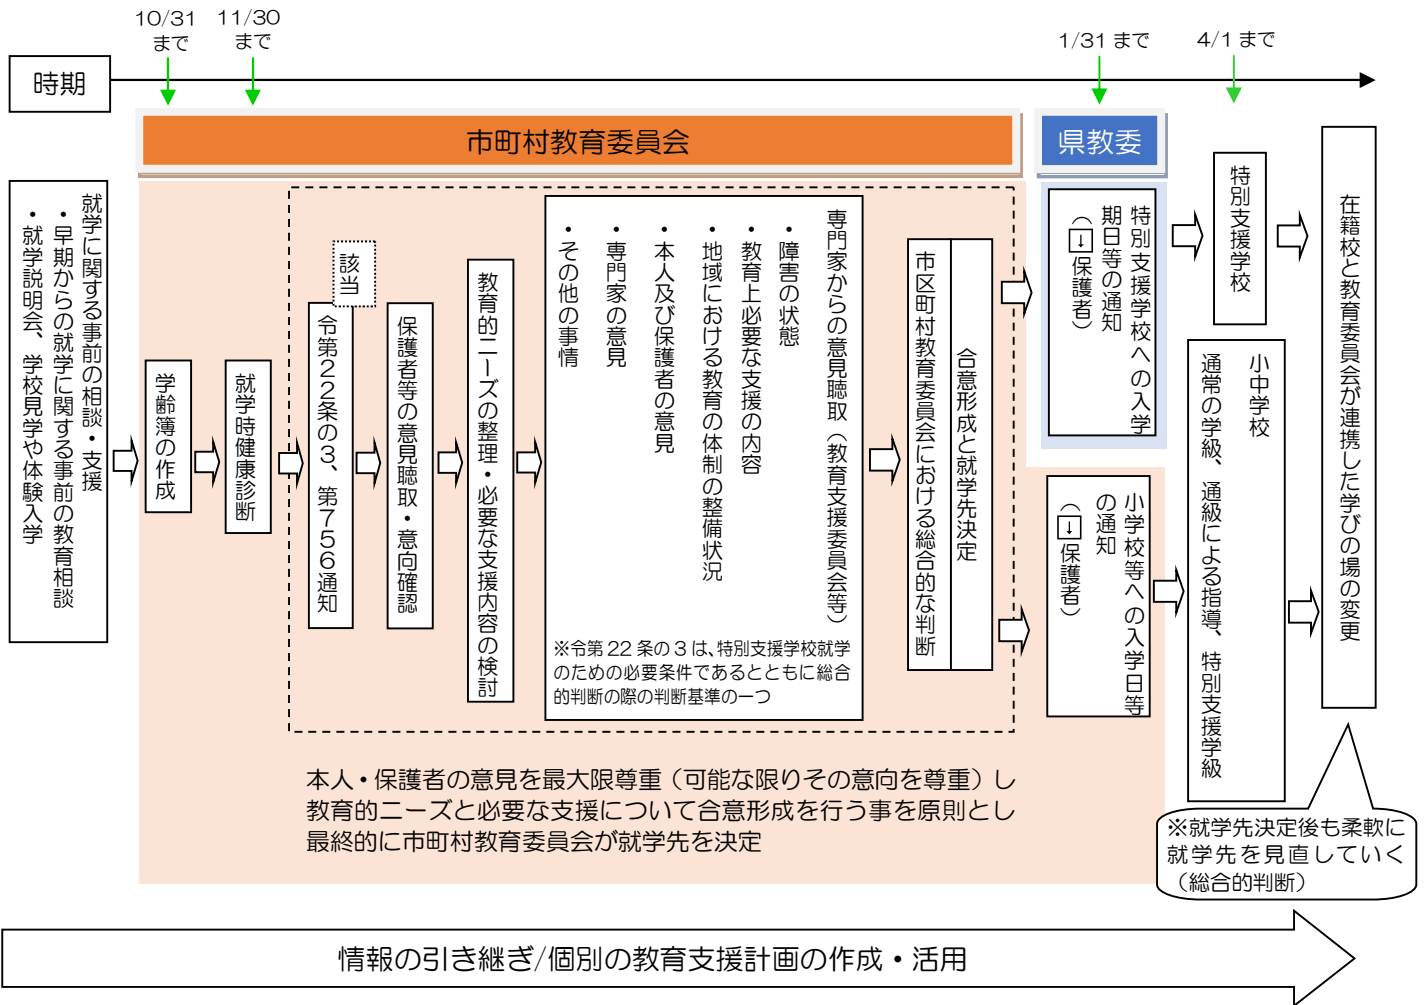 10/31
まで
11/30
まで
1/31 まで
4/1 まで
時期
市町村教育委員会
県教委
就学に関する事前の相談・支援
・早期からの就学に関する事前の教育相談
・就学説明会、学校見学や体験入学
学齢簿の作成
就学時健康診断
該当
令第22条の3、第756通知
保護者等の意見聴取・意向確認
教育的ニーズの整理・必要な支援内容の検討
専門家からの意見聴取（教育支援委員会等）
・障害の状態
・教育上必要な支援の内容
・地域における教育の体制の整備状況
・本人及び保護者の意見
・専門家の意見
・その他の事情
※令第 22 条の 3 は、特別支援学校就学
のための必要条件であるとともに総合
的判断の際の判断基準の一つ
合意形成と就学先決定
市区町村教育委員会における総合的な判断
特別支援学校への入学
期日等の通知
（↓保護者）
小学校等への入学日等
の通知
（↓保護者）
特別支援学校
小中学校
通常の学級、通級による指導、特別支援学級
在籍校と教育委員会が連携した学びの場の変更
本人・保護者の意見を最大限尊重（可能な限りその意向を尊重）し
教育的ニーズと必要な支援について合意形成を行う事を原則とし
最終的に市町村教育委員会が就学先を決定
※就学先決定後も柔軟に
就学先を見直していく
（総合的判断）
情報の引き継ぎ/個別の教育支援計画の作成・活用